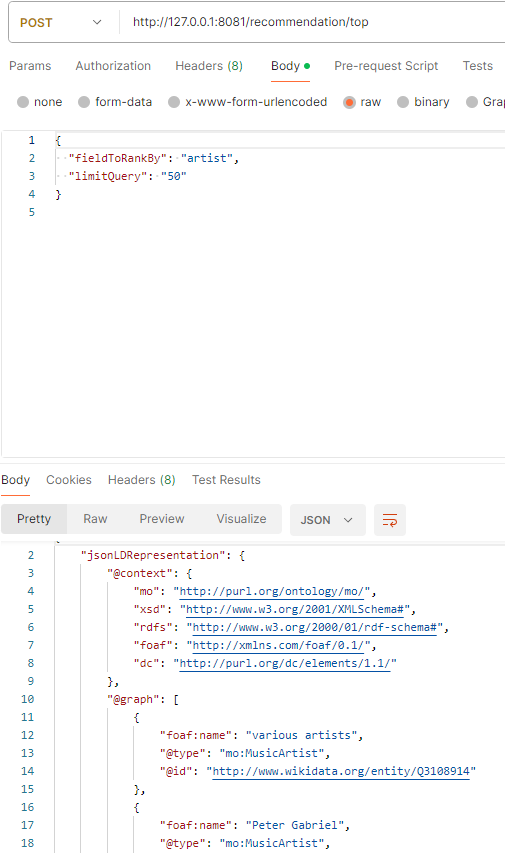 POST http://127.0.0.1:8081/recommendation/top
Params Authorization Headers (8) Body Pre-request Script Tests
none form-data x-www-form-urlencoded raw binary Gra
1 {
2 "fieldToRankBy": "artist",
3 "limitQuery": "50"
4 }
5
Body Cookies Headers (8) Test Results
Pretty Raw Preview Visualize JSON
2 "jsonLDRepresentation": {
3 "@context": {
4 "mo": "http://purl.org/ontology/mo/",
5 "xsd": "http://www.w3.org/2001/XMLSchema#",
6 "rdfs": "http://www.w3.org/2000/01/rdf-schema#",
7 "foaf": "http://xmlns.com/foaf/0.1/",
8 "dc": "http://purl.org/dc/elements/1.1/"
9 },
10 "@graph": [
11 {
12 "foaf:name": "various artists",
13 "@type": "mo:MusicArtist",
14 "@id": "http://www.wikidata.org/entity/Q3108914"
15 },
16 {
17 "foaf:name": "Peter Gabriel",
18 "@type": "mo:MusicArtist",